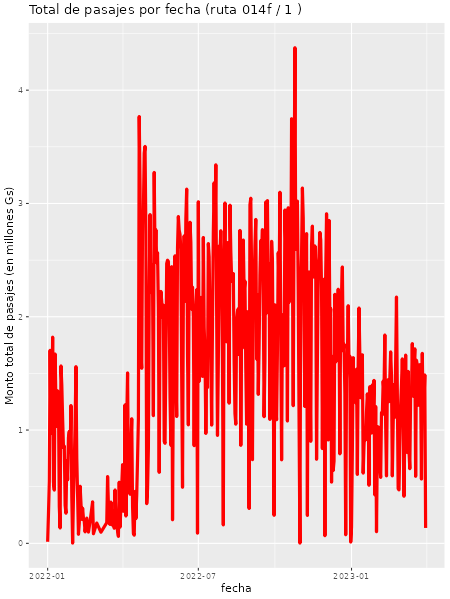 Total de pasajes por fecha (ruta 014f / 1 )
Monto total de pasajes (en millones Gs)
4
3
2
1
0
2022-01
2022-07
2023-01
fecha